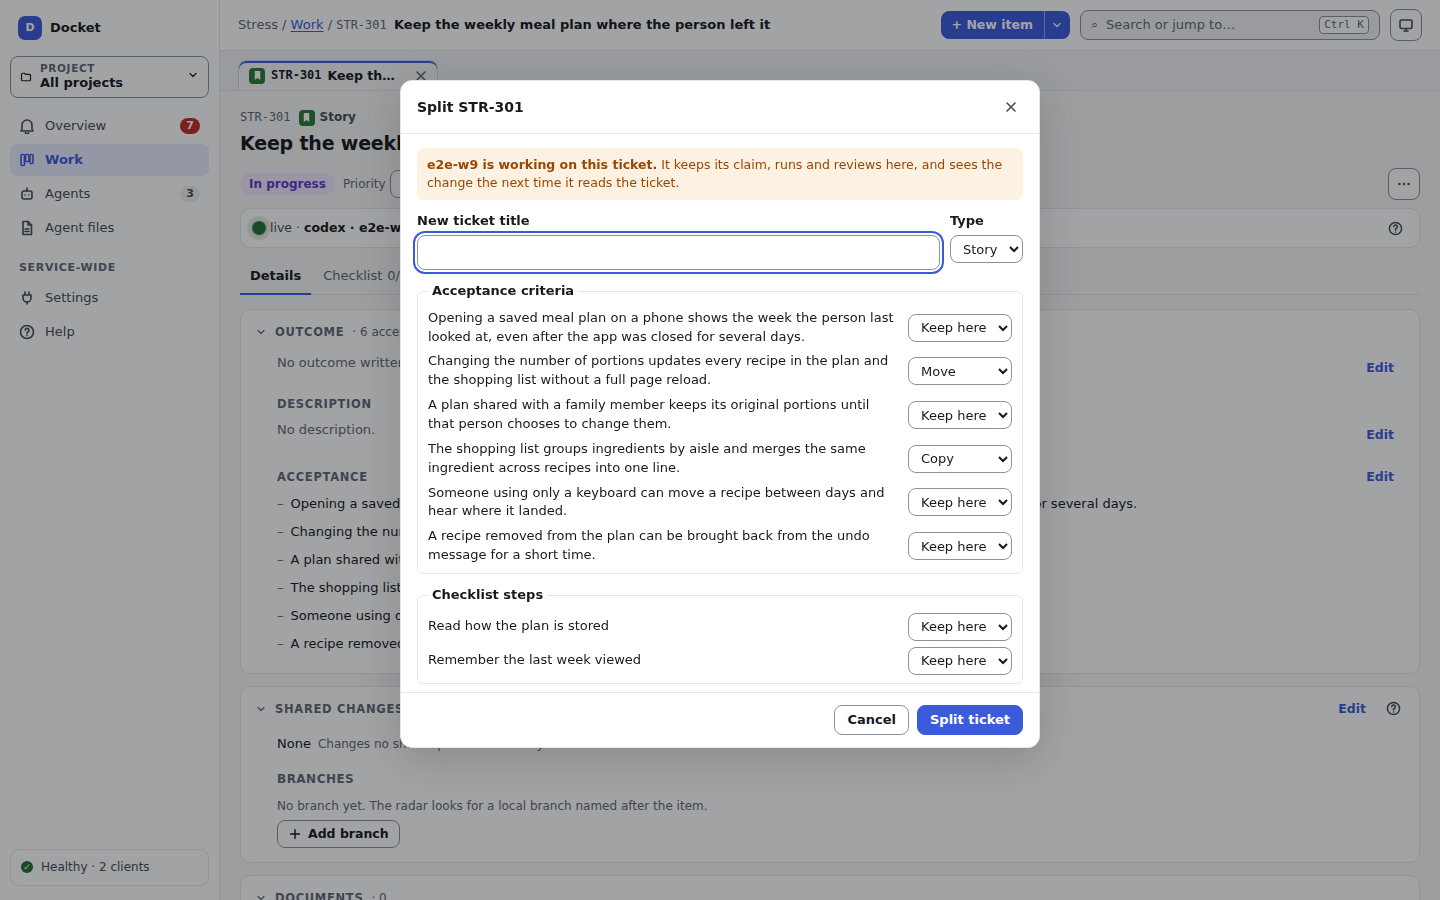 D Docket
PROJECT
All projects
Overview 7
Work
Agents 3
Agent files
SERVICE-WIDE
Settings
Help
Healthy · 2 clients
Stress / Work / STR-301 Keep the weekly meal plan where the person left it
+ New item
Search or jump to...
Ctrl K
STR-301 Keep th...
STR-301 Story
Keep the weekl
In progress Priority
live · codex · e2e-w
Details Checklist 0/
OUTCOME · 6 acce
No outcome written
Edit
DESCRIPTION
No description.
Edit
ACCEPTANCE
Edit
– Opening a saved
or several days.
– Changing the nu
– A plan shared wi
– The shopping list
– Someone using o
– A recipe removed
SHARED CHANGES
Edit
None Changes no sh
BRANCHES
No branch yet. The radar looks for a local branch named after the item.
+ Add branch
DOCUMENTS · 0
Split STR-301
e2e-w9 is working on this ticket. It keeps its claim, runs and reviews here, and sees the
change the next time it reads the ticket.
New ticket title
Type
Story
Acceptance criteria
Opening a saved meal plan on a phone shows the week the person last
looked at, even after the app was closed for several days.
Keep here
Changing the number of portions updates every recipe in the plan and
the shopping list without a full page reload.
Move
A plan shared with a family member keeps its original portions until
that person chooses to change them.
Keep here
The shopping list groups ingredients by aisle and merges the same
ingredient across recipes into one line.
Copy
Someone using only a keyboard can move a recipe between days and
hear where it landed.
Keep here
A recipe removed from the plan can be brought back from the undo
message for a short time.
Keep here
Checklist steps
Read how the plan is stored
Keep here
Remember the last week viewed
Keep here
Cancel
Split ticket